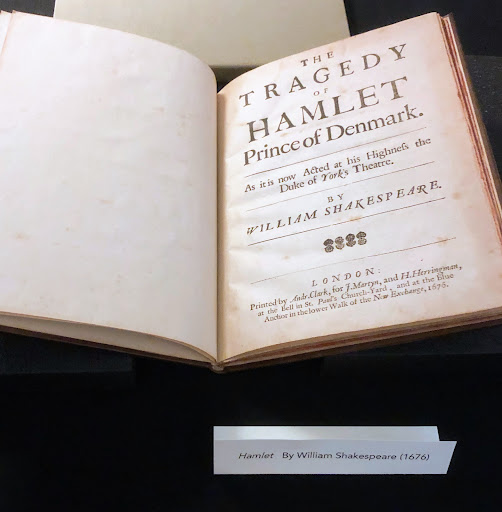 THE
TRAGEDY
OF
HAMLET
Prince of Denmark.
As it is now Acted at his Highneſs the
Duke of York's Theatre.
BY
WILLIAM SHAKESPEARE.
LONDON:
Printed by Andr. Clark, for J. Martyn, and H. Herringman,
at the Bell in St. Paul's Church-Yard, and at the Blue
Anchor in the lower Walk of the New Exchange, 1676.
Hamlet By William Shakespeare (1676)